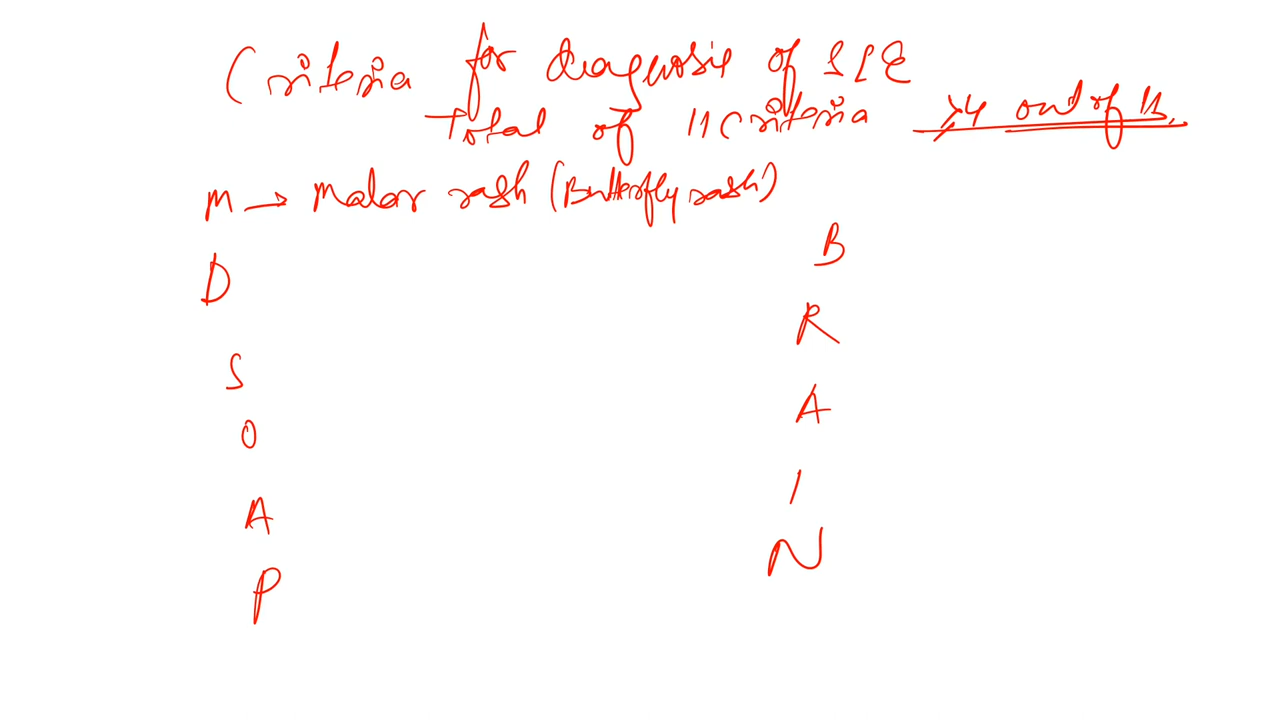 Criteria for diagnosis of SLE
Total of 11 Criteria ≥4 out of 11.
M → Malar rash (Butterfly rash)
D
S
O
A
P
B
R
A
I
N